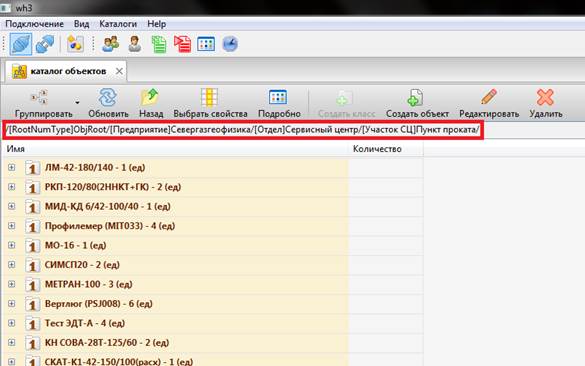 wh3
Подключение Вид Каталоги Help
каталог объектов
Группировать Обновить Назад Выбрать свойства Подробно Создать класс Создать объект Редактировать Удалить
/[RootNumType]ObjRoot/[Предприятие]Севергазгеофизика/[Отдел]Сервисный центр/[Участок СЦ]Пункт проката/
Имя Количество
ЛМ-42-180/140 - 1 (ед)
РКП-120/80(2ННКТ+ГК) - 2 (ед)
МИД-КД 6/42-100/40 - 1 (ед)
Профилемер (MIT033) - 4 (ед)
МО-16 - 1 (ед)
СИМСП20 - 2 (ед)
МЕТРАН-100 - 3 (ед)
Вертлюг (PSJ008) - 6 (ед)
Тест ЭДТ-А - 4 (ед)
КН СОВА-28Т-125/60 - 2 (ед)
СКАТ-К1-42-150/100(расх) - 1 (ед)